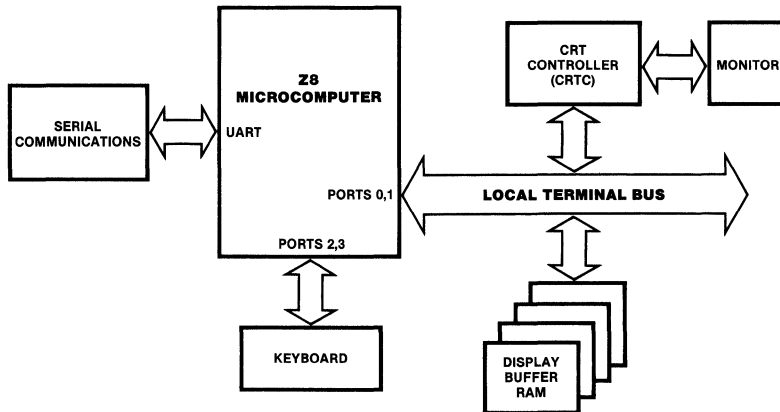 Z8
MICROCOMPUTER
CRT
CONTROLLER
(CRTC)
MONITOR
SERIAL
COMMUNICATIONS
UART
PORTS 0,1
LOCAL TERMINAL BUS
PORTS 2,3
KEYBOARD
DISPLAY
BUFFER
RAM